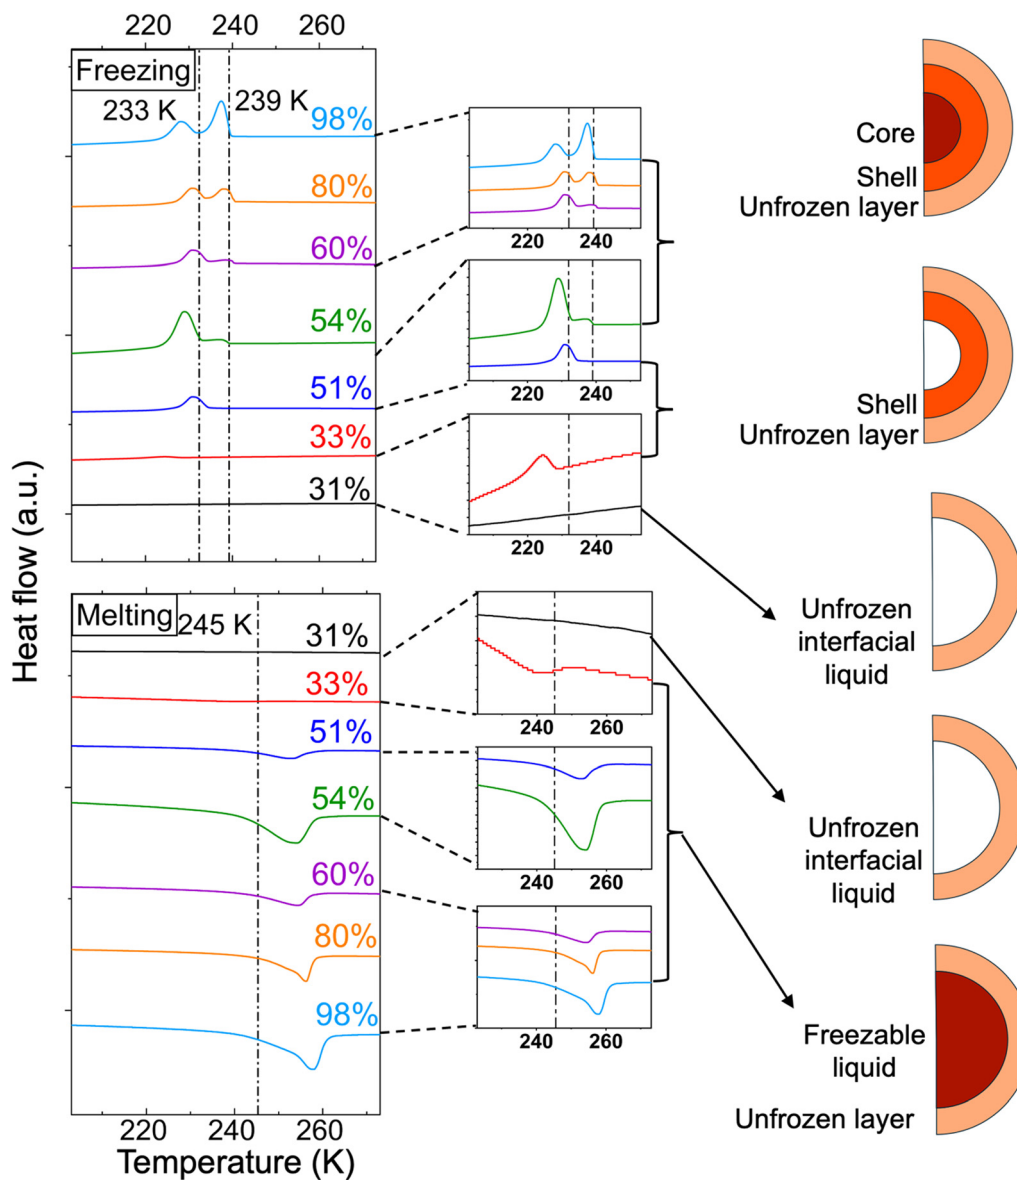 220 240 260
Freezing
233 K
239 K
98%
80%
60%
54%
51%
33%
31%
220 240
220 240
220 240
Core
Shell
Unfrozen layer
Shell
Unfrozen layer
Unfrozen
interfacial
liquid
Heat flow (a.u.)
Melting
245 K
31%
33%
51%
54%
60%
80%
98%
220 240 260
Temperature (K)
240 260
240 260
240 260
Unfrozen
interfacial
liquid
Freezable
liquid
Unfrozen layer